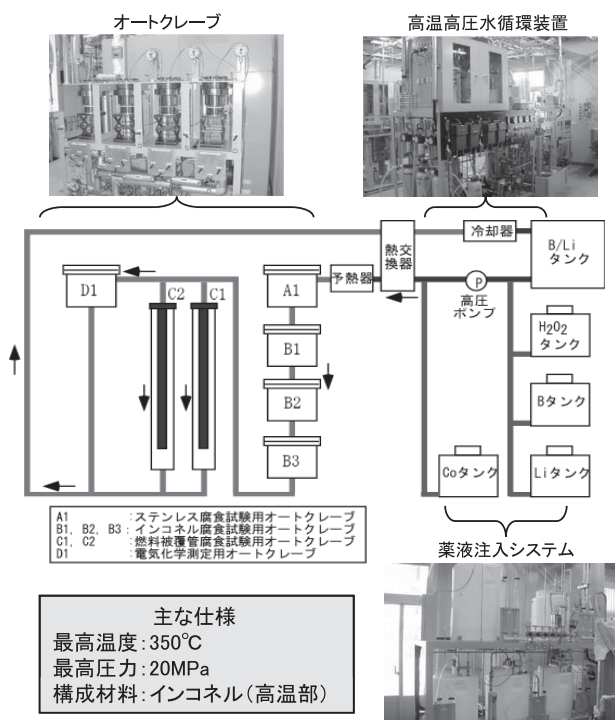 オートクレーブ
高温高圧水循環装置
冷却器
熱交
換器
B/Li
タンク
D1
C2
C1
A1
予熱器
P
高圧
ポンプ
H₂O₂
タンク
B1
B2
Bタンク
B3
Coタンク
Liタンク
A1 :ステンレス腐食試験用オートクレーブ
B1, B2, B3:インコネル腐食試験用オートクレーブ
C1, C2 :燃料被覆管腐食試験用オートクレーブ
D1 :電気化学測定用オートクレーブ
薬液注入システム
主な仕様
最高温度:350℃
最高圧力:20MPa
構成材料:インコネル(高温部)